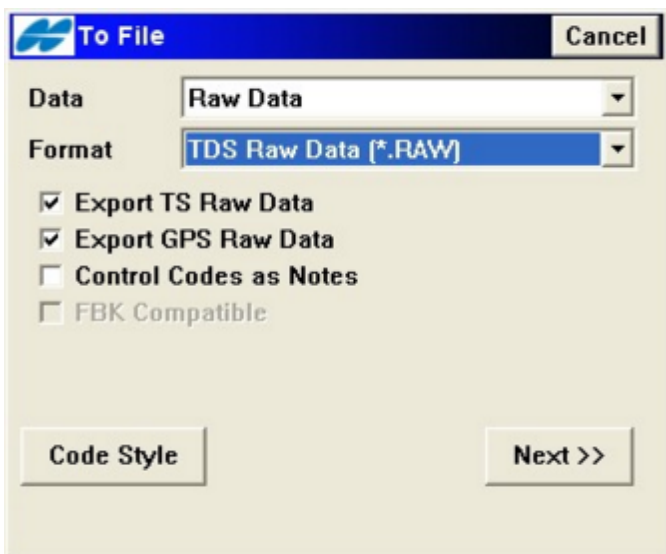 To File Cancel
Data Raw Data
Format TDS Raw Data (*.RAW)
Export TS Raw Data
Export GPS Raw Data
Control Codes as Notes
FBK Compatible
Code Style Next >>